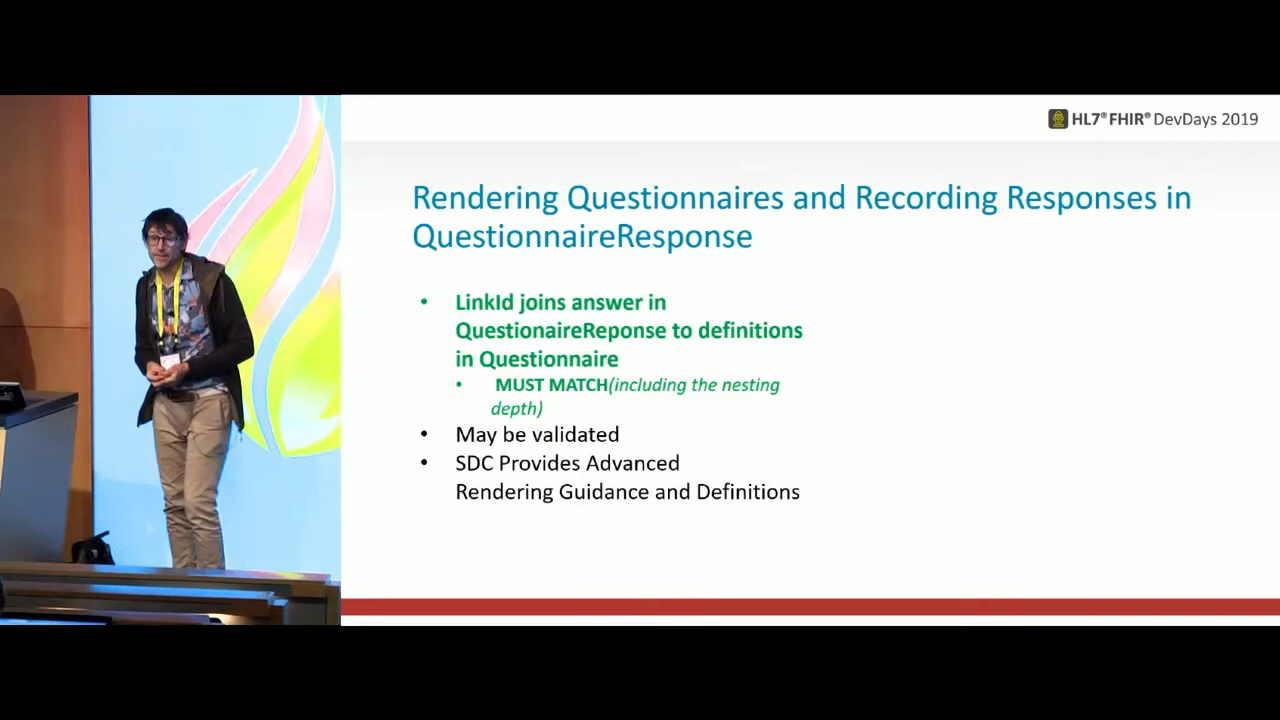 HL7® FHIR® DevDays 2019
Rendering Questionnaires and Recording Responses in
QuestionnaireResponse
• LinkId joins answer in
QuestionaireReponse to definitions
in Questionnaire
• MUST MATCH(including the nesting
depth)
• May be validated
• SDC Provides Advanced
Rendering Guidance and Definitions